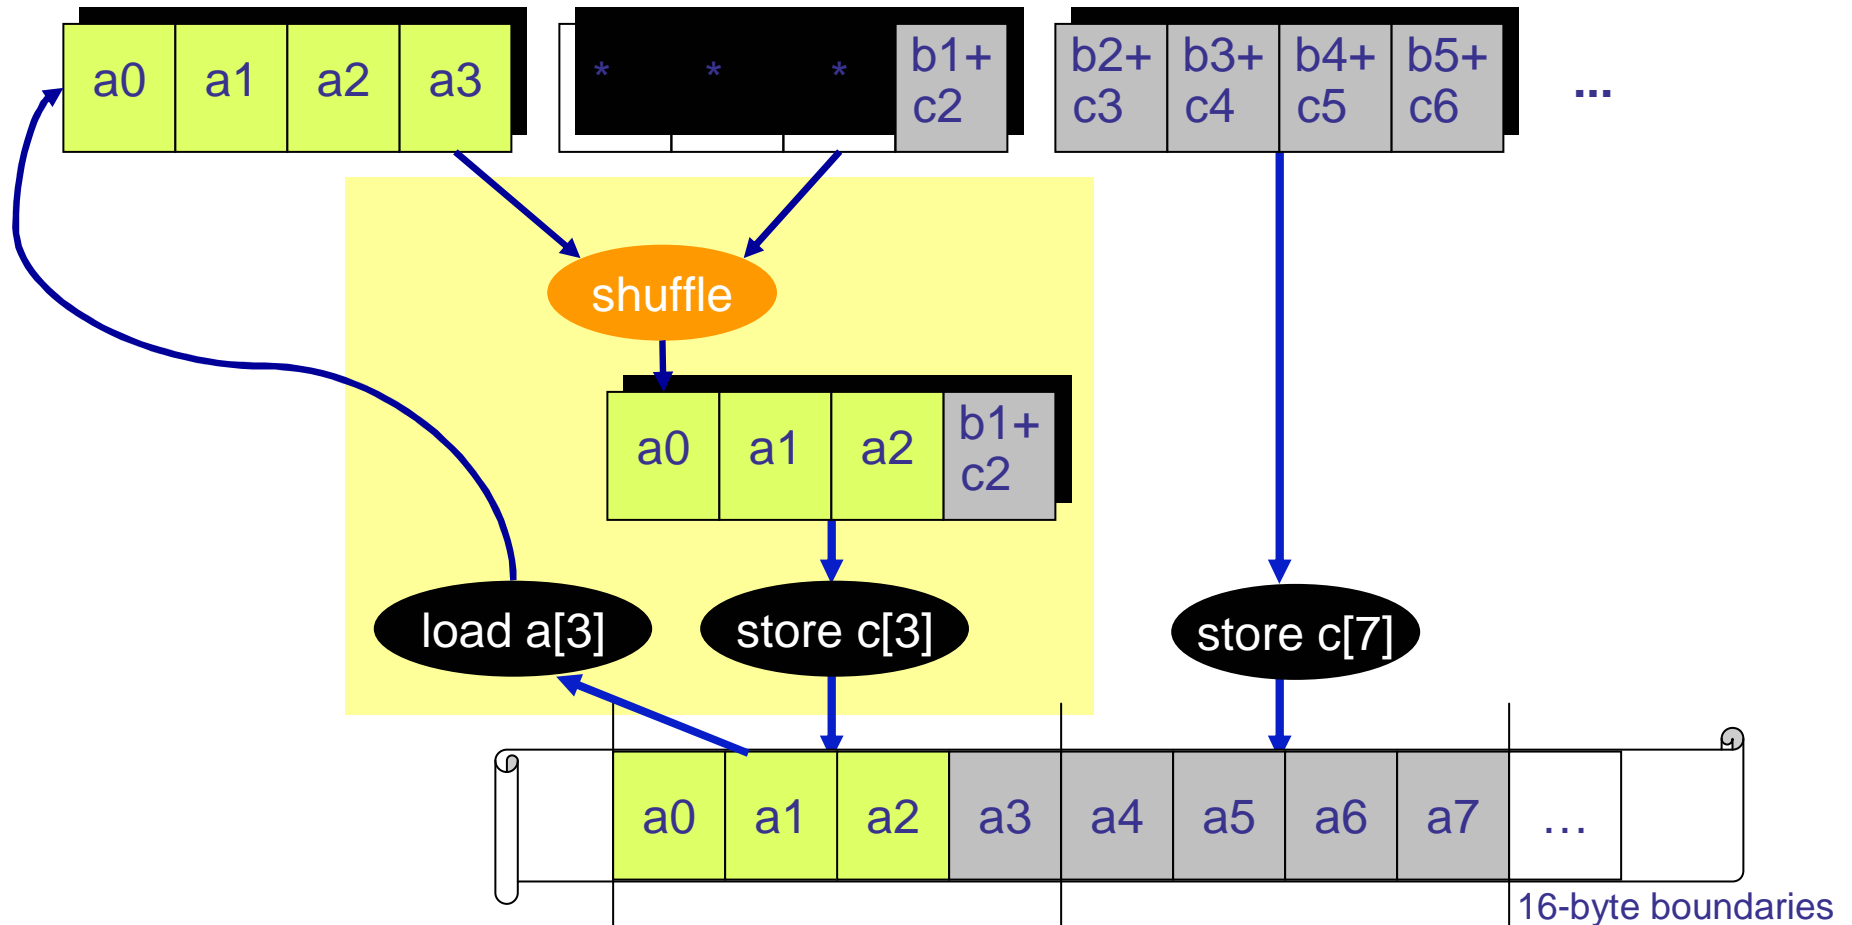 a0 a1 a2 a3 * * * b1+ b2+ b3+ b4+ b5+ ...
c2 c3 c4 c5 c6
shuffle
a0 a1 a2 b1+
c2
load a[3] store c[3] store c[7]
a0 a1 a2 a3 a4 a5 a6 a7 ...
16-byte boundaries